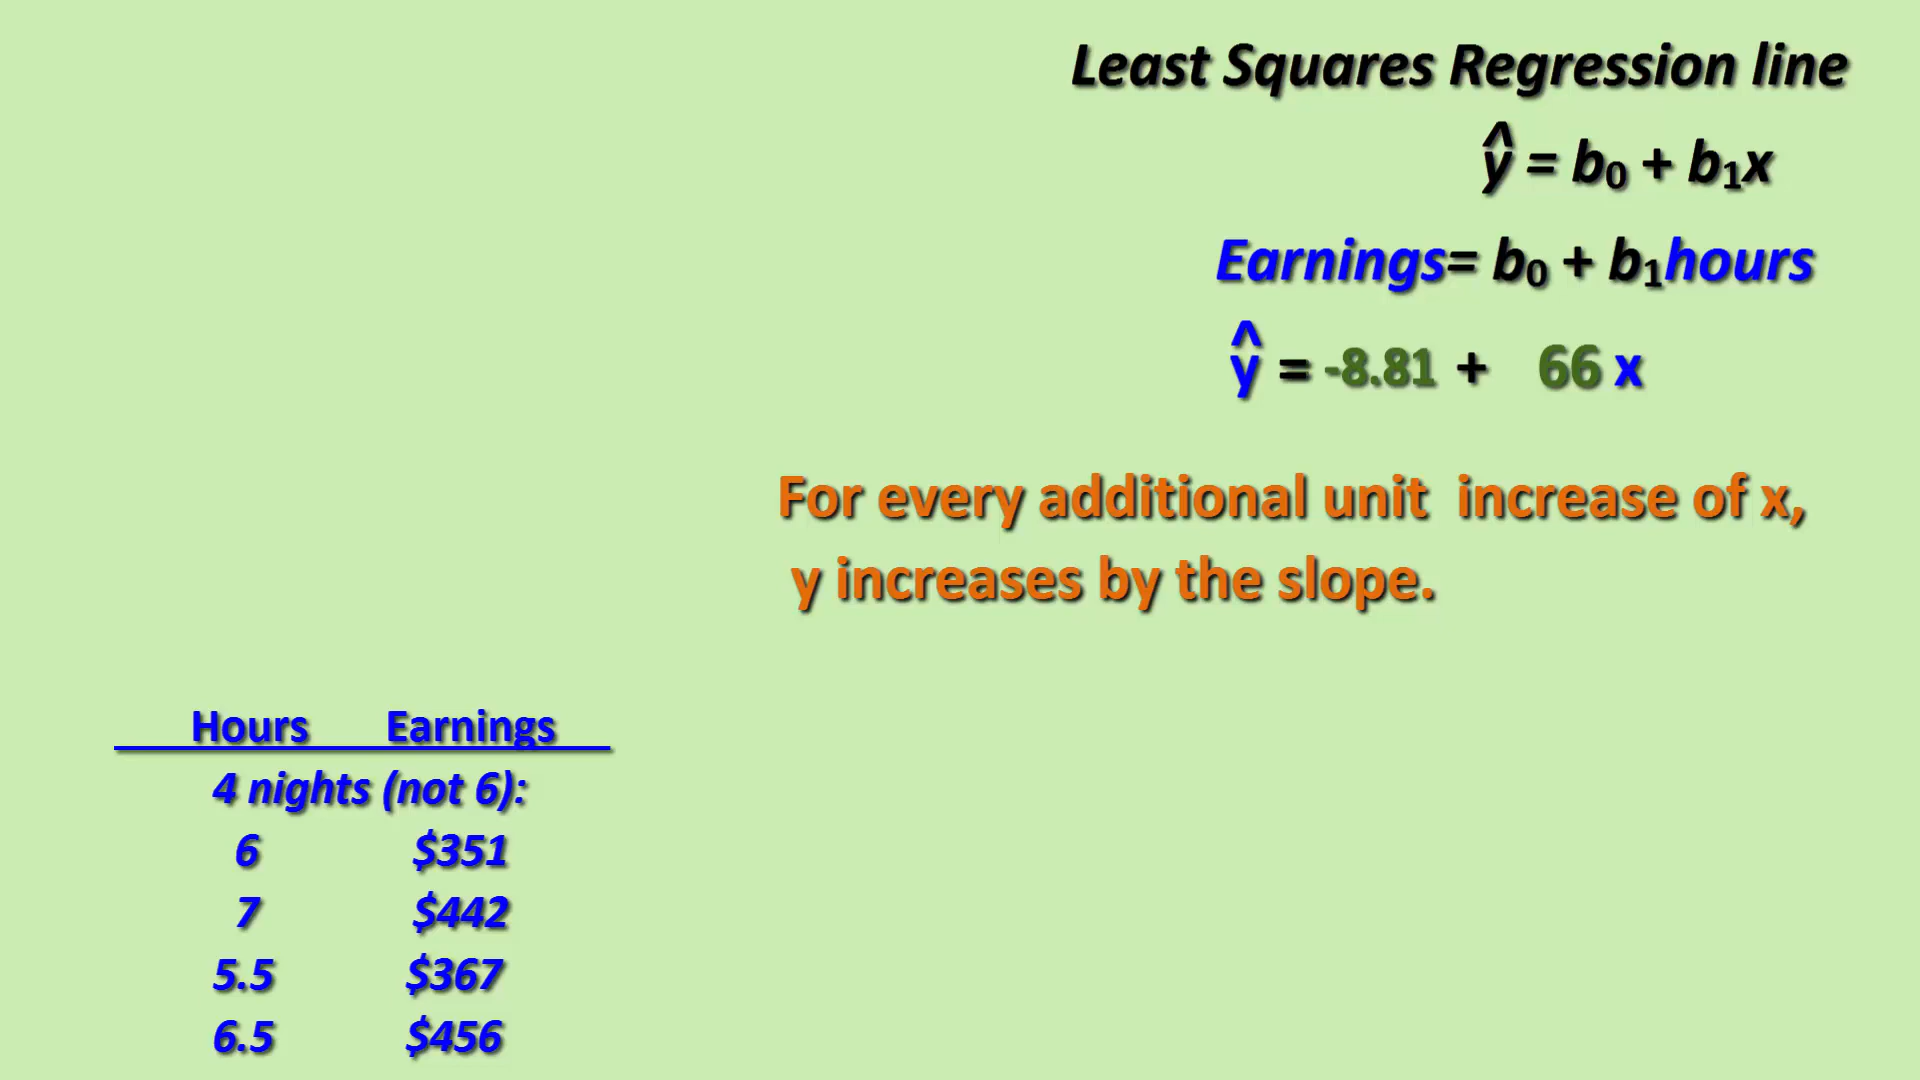 Least Squares Regression line
ŷ = b₀ + b₁x
Earnings= b₀ + b₁hours
ŷ = -8.81 + 66 x
For every additional unit increase of x,
y increases by the slope.
Hours Earnings
4 nights (not 6):
6 $351
7 $442
5.5 $367
6.5 $456